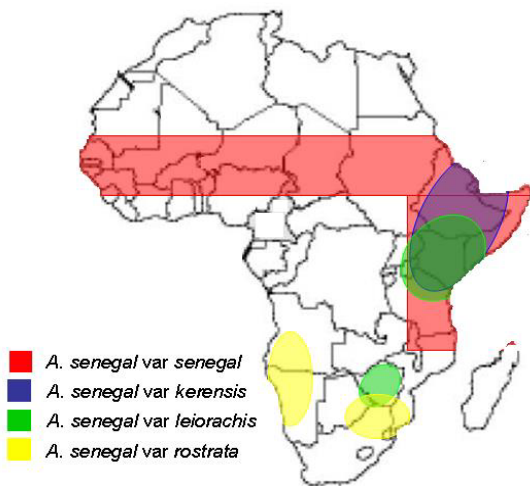 A. senegal var senegal
A. senegal var kerensis
A. senegal var leiorachis
A. senegal var rostrata